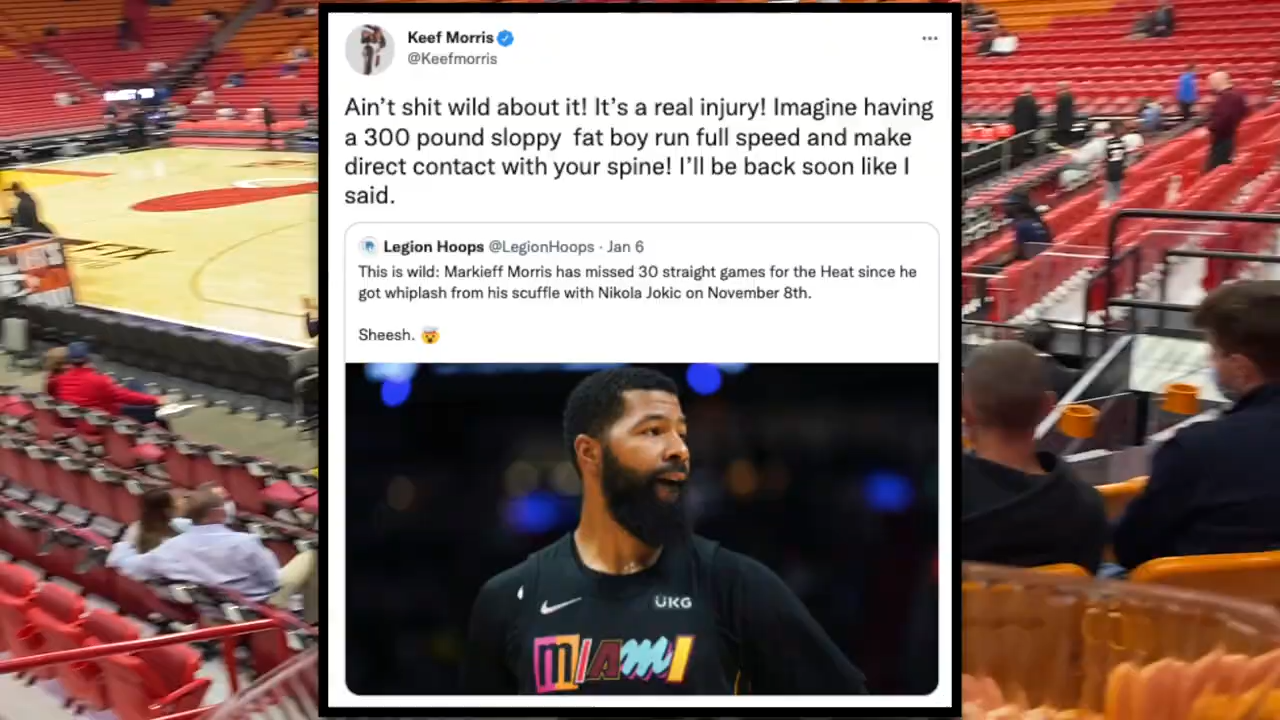 Keef Morris
@Keefmorris
Ain’t shit wild about it! It’s a real injury! Imagine having
a 300 pound sloppy  fat boy run full speed and make
direct contact with your spine! I’ll be back soon like I
said.
Legion Hoops @LegionHoops · Jan 6
This is wild: Markieff Morris has missed 30 straight games for the Heat since he
got whiplash from his scuffle with Nikola Jokic on November 8th.
Sheesh. 🤯
UKG
MIAMI